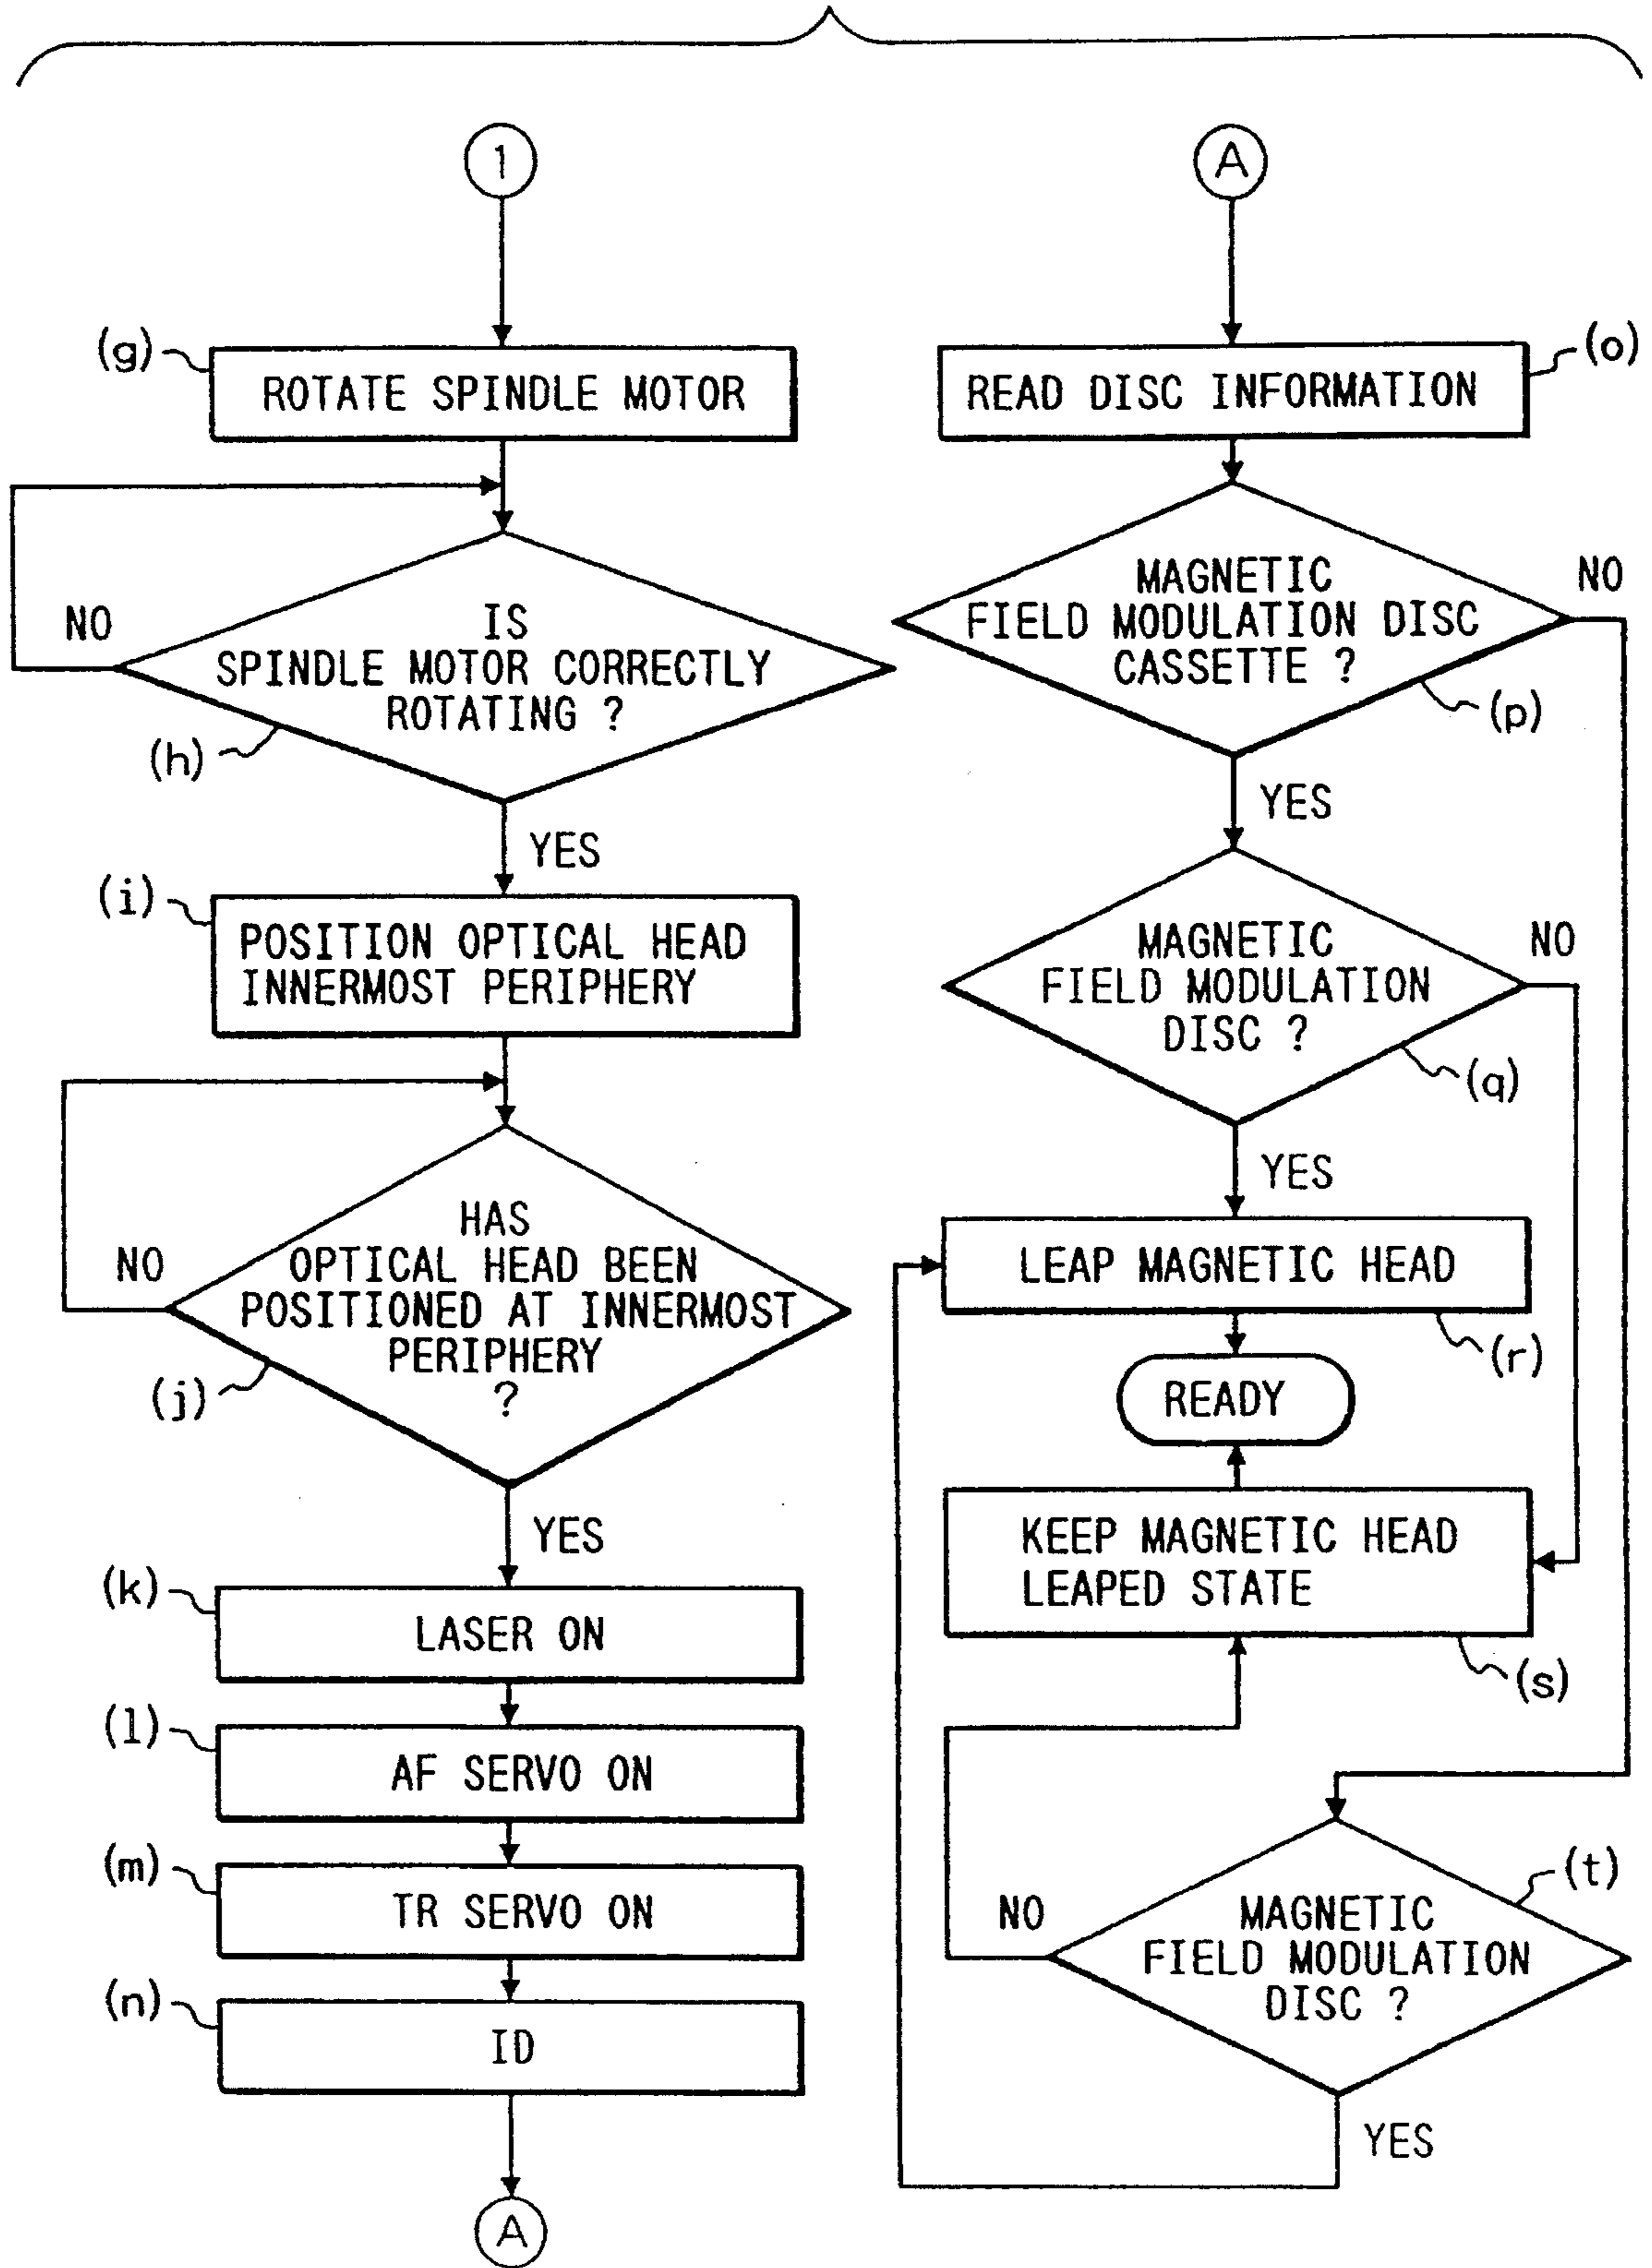 1
(g)
ROTATE SPINDLE MOTOR
NO
IS
SPINDLE MOTOR CORRECTLY
ROTATING ?
(h)
YES
(i)
POSITION OPTICAL HEAD
INNERMOST PERIPHERY
NO
HAS
OPTICAL HEAD BEEN
POSITIONED AT INNERMOST
PERIPHERY
?
(j)
YES
(k)
LASER ON
(l)
AF SERVO ON
(m)
TR SERVO ON
(n)
ID
A
A
(o)
READ DISC INFORMATION
MAGNETIC
FIELD MODULATION DISC
CASSETTE ?
NO
(p)
YES
MAGNETIC
FIELD MODULATION
DISC ?
NO
(q)
YES
LEAP MAGNETIC HEAD
(r)
READY
KEEP MAGNETIC HEAD
LEAPED STATE
(s)
(t)
NO
MAGNETIC
FIELD MODULATION
DISC ?
YES